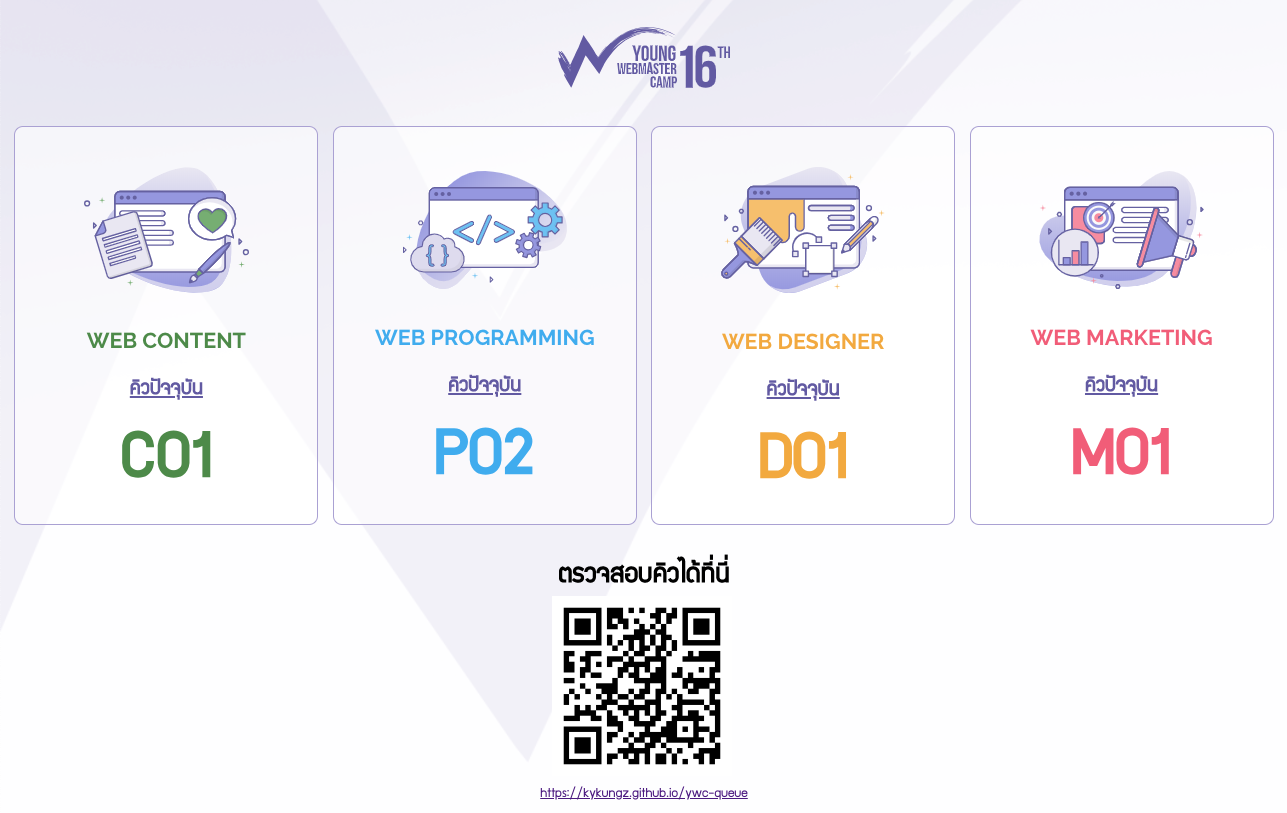 YOUNG
WEBMASTER
CAMP
16TH
WEB CONTENT
คิวปัจจุบัน
C01
WEB PROGRAMMING
คิวปัจจุบัน
P02
WEB DESIGNER
คิวปัจจุบัน
D01
WEB MARKETING
คิวปัจจุบัน
M01
ตรวจสอบคิวได้ที่นี่
https://kykungz.github.io/ywc-queue